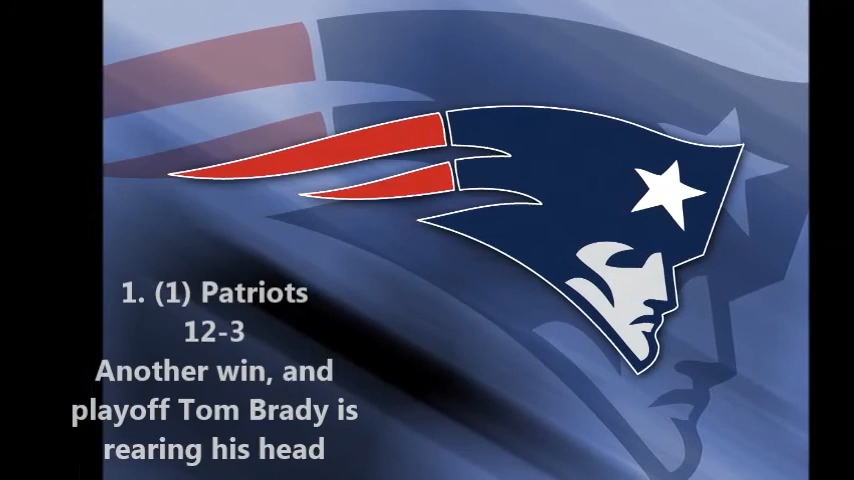 1. (1) Patriots
12-3
Another win, and
playoff Tom Brady is
rearing his head